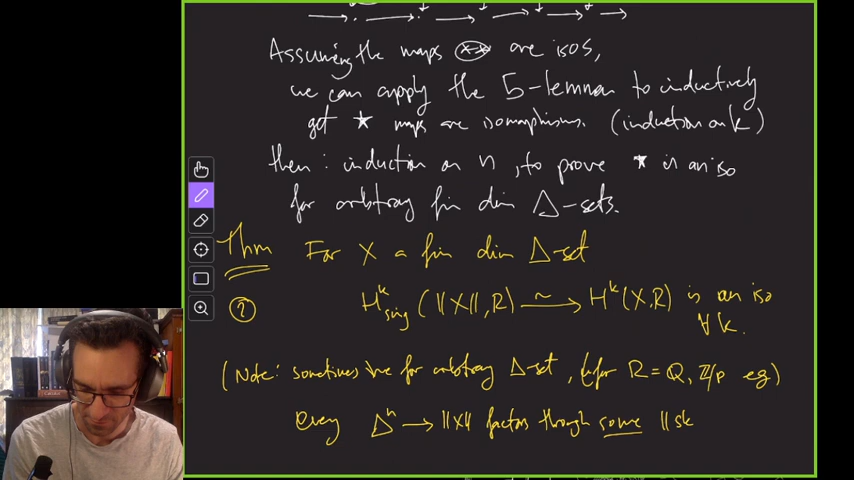 Assuming the maps ** are isos,
we can apply the 5-lemma to inductively
get ★ maps are isomorphisms. (induction on k)
then: induction on n, to prove * is an iso
for arbitrary fin dim Δ-sets.
Thm For X a fin dim Δ-set
② H^k_sing (||X||, R) →~ H^k(X,R) is an iso
∀ k.
(Note: sometimes true for arbitrary Δ-set, for R = Q, Z/p eg)
every Δ^n → ||X|| factors through some || sk